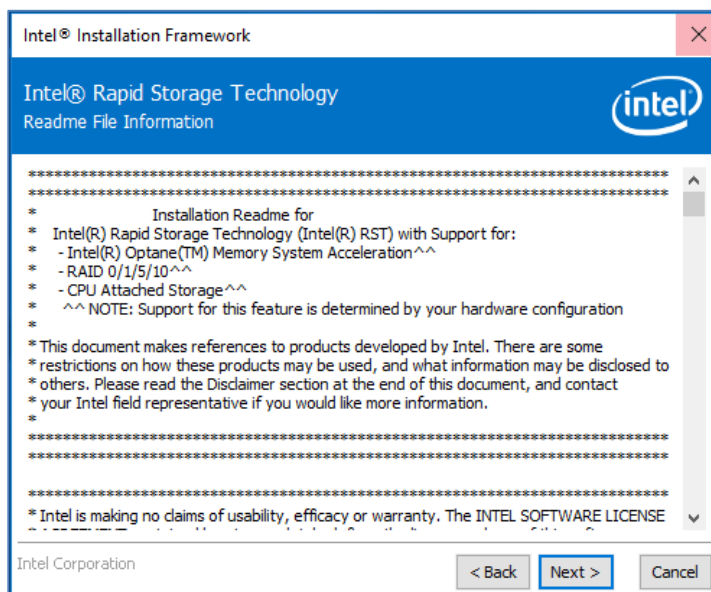 Intel® Installation Framework
Intel® Rapid Storage Technology
Readme File Information
intel
********************************************************************************
********************************************************************************
* Installation Readme for
* Intel(R) Rapid Storage Technology (Intel(R) RST) with Support for:
* - Intel(R) Optane(TM) Memory System Acceleration^^
* - RAID 0/1/5/10^^
* - CPU Attached Storage^^
* ^^ NOTE: Support for this feature is determined by your hardware configuration
*
* This document makes references to products developed by Intel. There are some
* restrictions on how these products may be used, and what information may be disclosed to
* others. Please read the Disclaimer section at the end of this document, and contact
* your Intel field representative if you would like more information.
*
********************************************************************************
********************************************************************************
********************************************************************************
* Intel is making no claims of usability, efficacy or warranty. The INTEL SOFTWARE LICENSE
Intel Corporation
< Back
Next >
Cancel